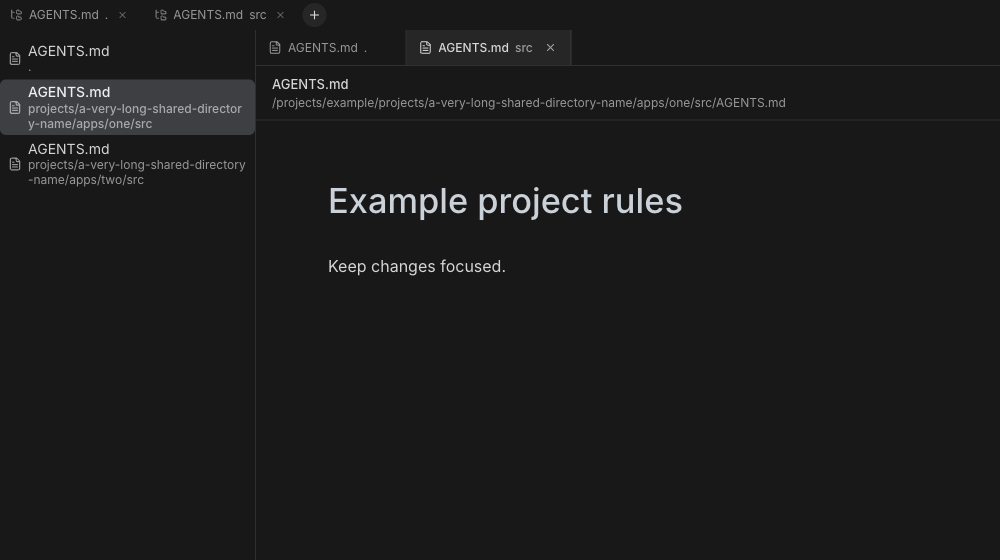 AGENTS.md .
AGENTS.md src
AGENTS.md
.
AGENTS.md
projects/a-very-long-shared-director
y-name/apps/one/src
AGENTS.md
projects/a-very-long-shared-directory
-name/apps/two/src
AGENTS.md .
AGENTS.md src
AGENTS.md
/projects/example/projects/a-very-long-shared-directory-name/apps/one/src/AGENTS.md
Example project rules
Keep changes focused.